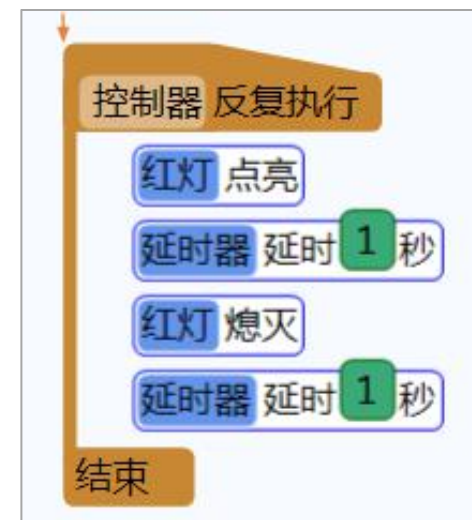 控制器 反复执行
红灯 点亮
延时器 延时 1 秒
红灯 熄灭
延时器 延时 1 秒
结束